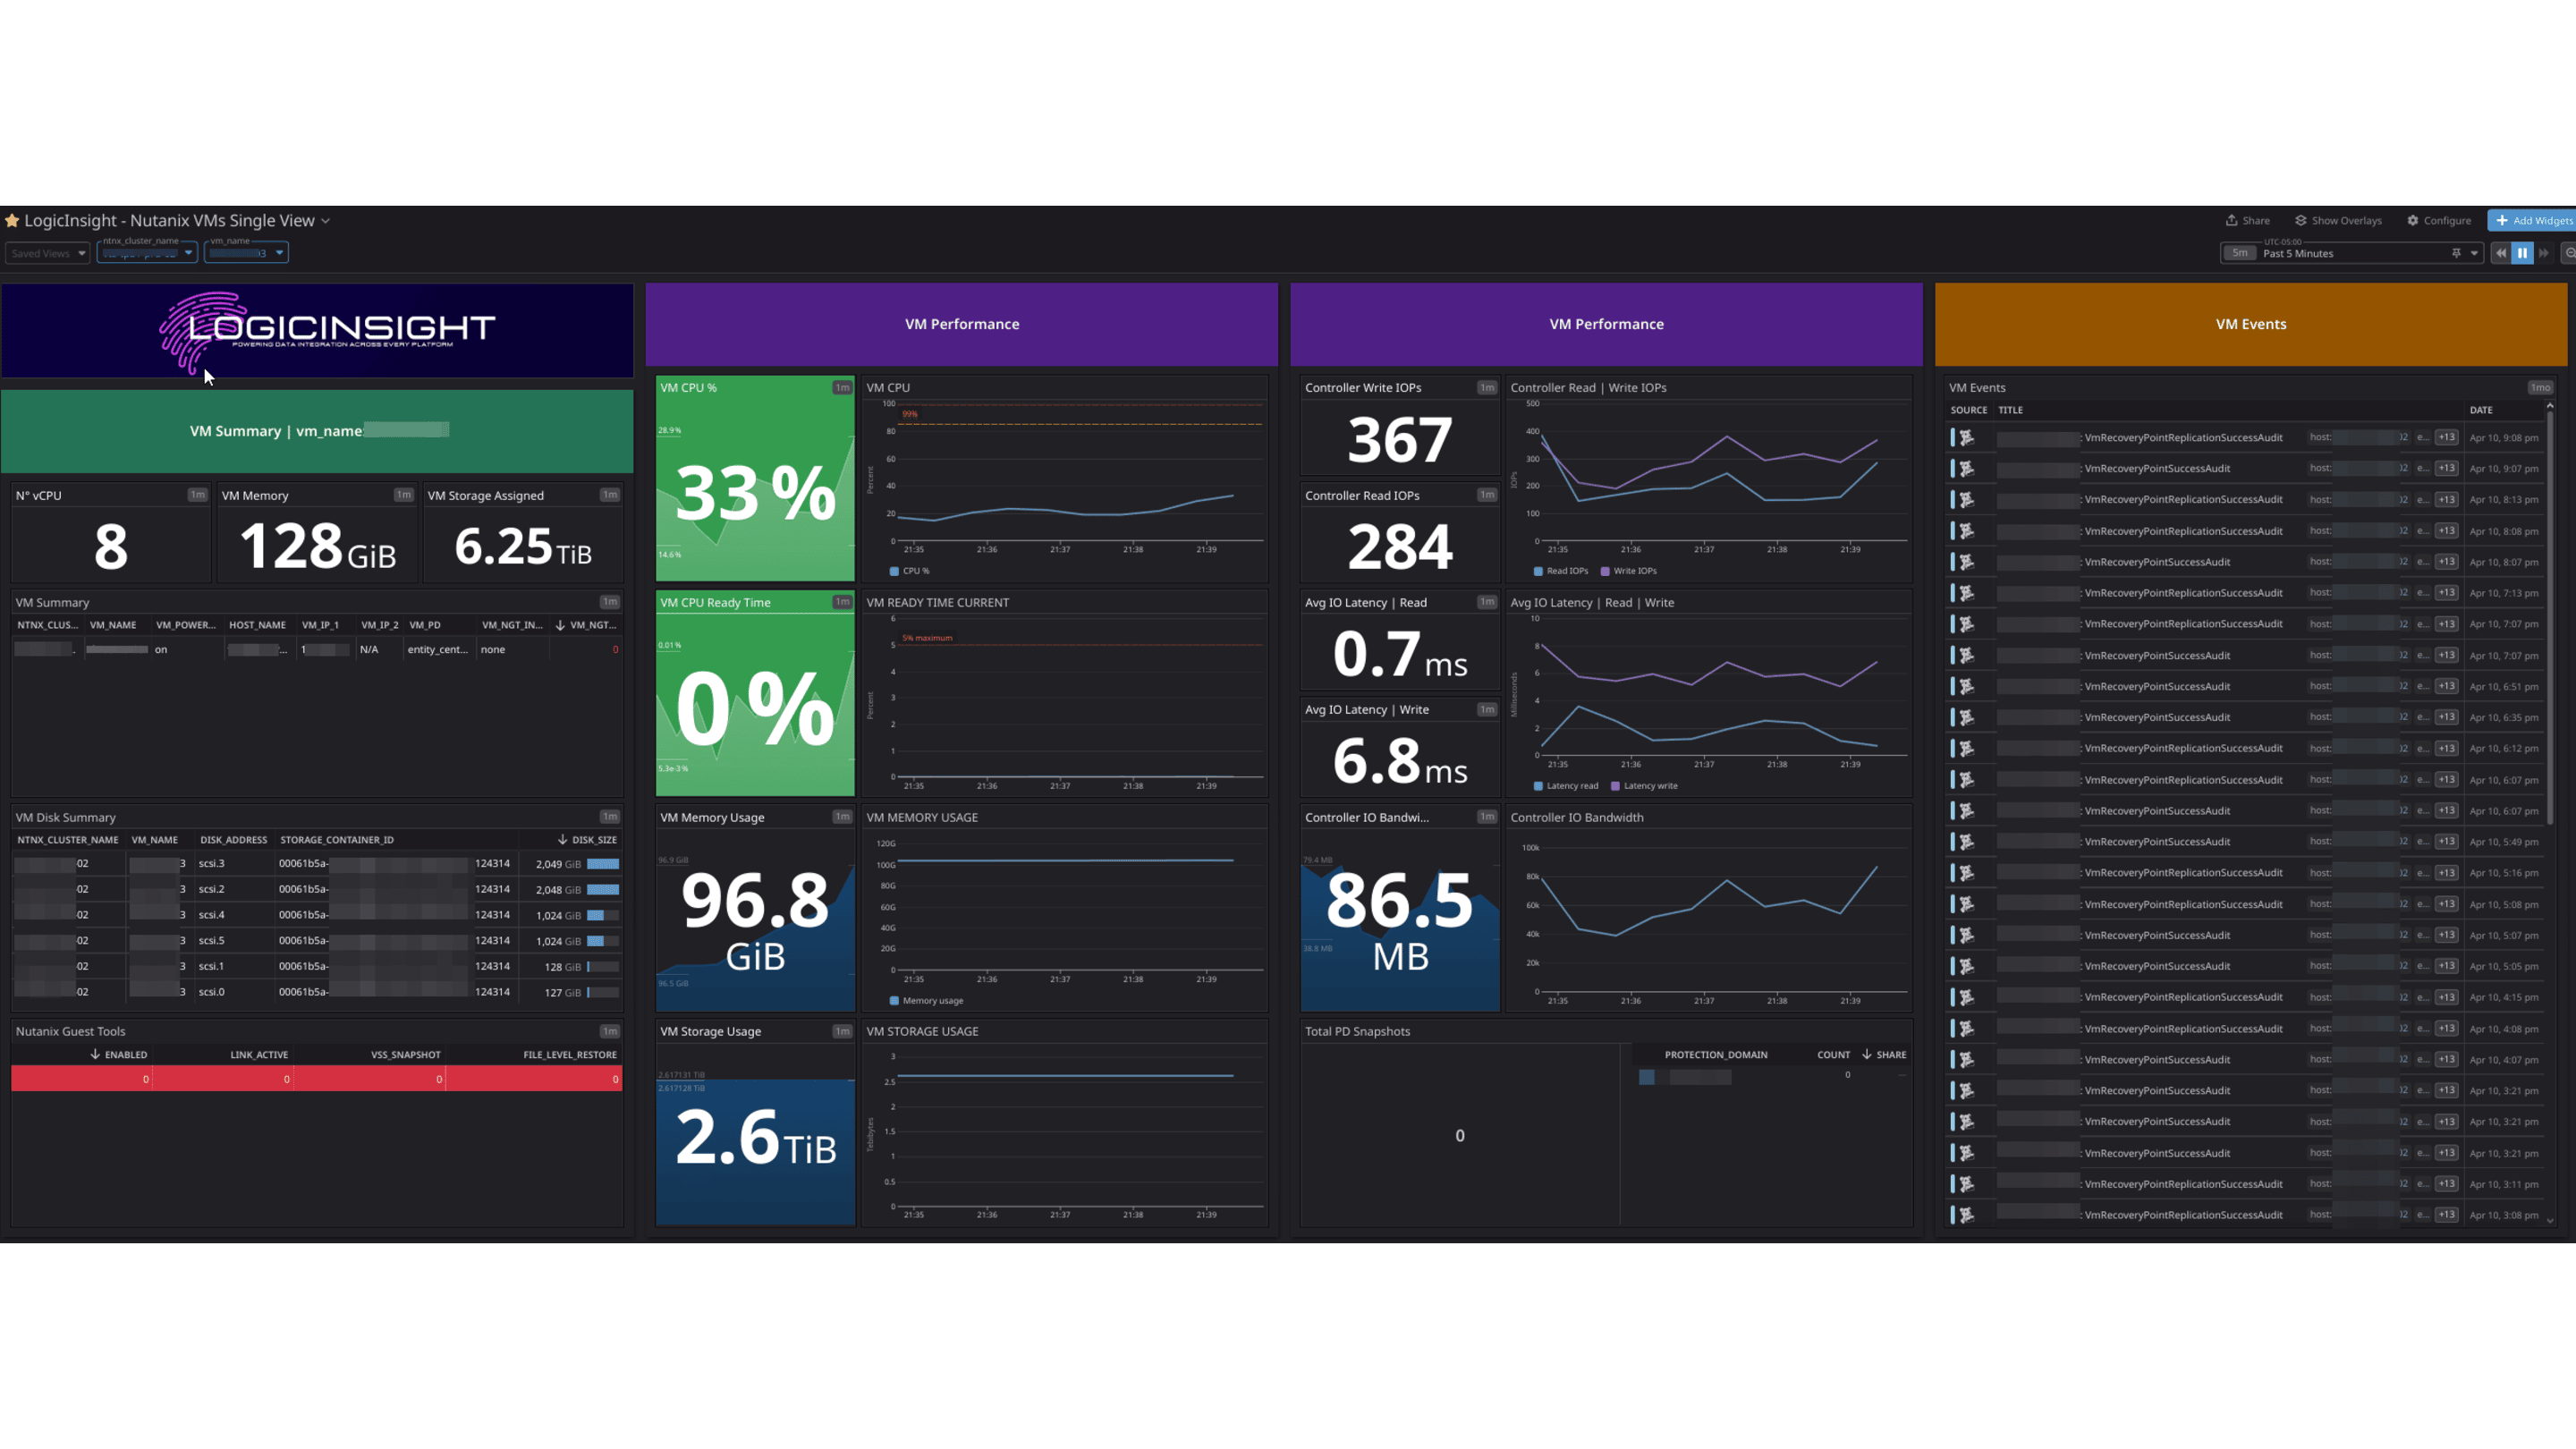 LogicInsight - Nutanix VMs Single View
Share
Show Overlays
Configure
+ Add Widgets
Saved Views
ntnx_cluster_name
vm_name
3
UTC-05:00
5m Past 5 Minutes
LOGICINSIGHT
POWERING DATA INTEGRATION ACROSS EVERY PLATFORM
VM Summary | vm_name:
N° vCPU 1m
8
VM Memory 1m
128 GiB
VM Storage Assigned 1m
6.25 TiB
VM Summary 1m
NTNX_CLUS... VM_NAME VM_POWER... HOST_NAME VM_IP_1 VM_IP_2 VM_PD VM_NGT_IN... ↓ VM_NGT...
. on ... 1 N/A entity_cent... none 0
VM Disk Summary 1m
NTNX_CLUSTER_NAME VM_NAME DISK_ADDRESS STORAGE_CONTAINER_ID ↓ DISK_SIZE
02 3 scsi.3 00061b5a- 124314 2,049 GiB
02 3 scsi.2 00061b5a- 124314 2,048 GiB
02 3 scsi.4 00061b5a- 124314 1,024 GiB
02 3 scsi.5 00061b5a- 124314 1,024 GiB
02 3 scsi.1 00061b5a- 124314 128 GiB
02 3 scsi.0 00061b5a- 124314 127 GiB
Nutanix Guest Tools 1m
↓ ENABLED LINK_ACTIVE VSS_SNAPSHOT FILE_LEVEL_RESTORE
0 0 0 0
VM Performance
VM CPU % 1m
28.9%
33%
14.6%
VM CPU
100
99%
80
60
40
20
0
Percent
21:35 21:36 21:37 21:38 21:39
CPU %
VM CPU Ready Time 1m
0.01%
0%
5.3e-3%
VM READY TIME CURRENT
6
5% maximum
5
4
3
2
1
0
Percent
21:35 21:36 21:37 21:38 21:39
VM Memory Usage 1m
96.9 GiB
96.8
GiB
96.5 GiB
VM MEMORY USAGE
120G
100G
80G
60G
40G
20G
0
21:35 21:36 21:37 21:38 21:39
Memory usage
VM Storage Usage 1m
2.617131 TiB
2.617128 TiB
2.6 TiB
VM STORAGE USAGE
3
2.5
2
1.5
1
0.5
0
Tebibytes
21:35 21:36 21:37 21:38 21:39
VM Performance
Controller Write IOPs 1m
367
Controller Read IOPs 1m
284
Controller Read | Write IOPs
500
400
300
200
100
0
IOPs
21:35 21:36 21:37 21:38 21:39
Read IOPs Write IOPs
Avg IO Latency | Read 1m
0.7 ms
Avg IO Latency | Write 1m
6.8 ms
Avg IO Latency | Read | Write
10
8
6
4
2
0
Milliseconds
21:35 21:36 21:37 21:38 21:39
Latency read Latency write
Controller IO Bandwi... 1m
79.4 MB
86.5
MB
38.8 MB
Controller IO Bandwidth
100k
80k
60k
40k
20k
0
21:35 21:36 21:37 21:38 21:39
Total PD Snapshots
0
PROTECTION_DOMAIN COUNT ↓ SHARE
0 —
VM Events
VM Events 1mo
SOURCE TITLE DATE
: VmRecoveryPointReplicationSuccessAudit host: 02 e... +13 Apr 10, 9:08 pm
: VmRecoveryPointSuccessAudit host: 02 e... +13 Apr 10, 9:07 pm
: VmRecoveryPointReplicationSuccessAudit host: 02 e... +13 Apr 10, 8:13 pm
: VmRecoveryPointReplicationSuccessAudit host: 02 e... +13 Apr 10, 8:08 pm
: VmRecoveryPointSuccessAudit host: 02 e... +13 Apr 10, 8:07 pm
: VmRecoveryPointReplicationSuccessAudit host: 02 e... +13 Apr 10, 7:13 pm
: VmRecoveryPointReplicationSuccessAudit host: 02 e... +13 Apr 10, 7:07 pm
: VmRecoveryPointSuccessAudit host: 02 e... +13 Apr 10, 7:07 pm
: VmRecoveryPointSuccessAudit host: 02 e... +13 Apr 10, 6:51 pm
: VmRecoveryPointSuccessAudit host: 02 e... +13 Apr 10, 6:35 pm
: VmRecoveryPointReplicationSuccessAudit host: 02 e... +13 Apr 10, 6:12 pm
: VmRecoveryPointReplicationSuccessAudit host: 02 e... +13 Apr 10, 6:07 pm
: VmRecoveryPointSuccessAudit host: 02 e... +13 Apr 10, 6:07 pm
: VmRecoveryPointSuccessAudit host: 02 e... +13 Apr 10, 5:49 pm
: VmRecoveryPointReplicationSuccessAudit host: 02 e... +13 Apr 10, 5:16 pm
: VmRecoveryPointReplicationSuccessAudit host: 02 e... +13 Apr 10, 5:08 pm
: VmRecoveryPointSuccessAudit host: 02 e... +13 Apr 10, 5:07 pm
: VmRecoveryPointSuccessAudit host: 02 e... +13 Apr 10, 5:05 pm
: VmRecoveryPointReplicationSuccessAudit host: 02 e... +13 Apr 10, 4:15 pm
: VmRecoveryPointReplicationSuccessAudit host: 02 e... +13 Apr 10, 4:08 pm
: VmRecoveryPointSuccessAudit host: 02 e... +13 Apr 10, 4:07 pm
: VmRecoveryPointSuccessAudit host: 02 e... +13 Apr 10, 3:21 pm
: VmRecoveryPointSuccessAudit host: 02 e... +13 Apr 10, 3:21 pm
: VmRecoveryPointSuccessAudit host: 02 e... +13 Apr 10, 3:21 pm
: VmRecoveryPointReplicationSuccessAudit host: 02 e... +13 Apr 10, 3:11 pm
: VmRecoveryPointReplicationSuccessAudit host: 02 e... +13 Apr 10, 3:08 pm